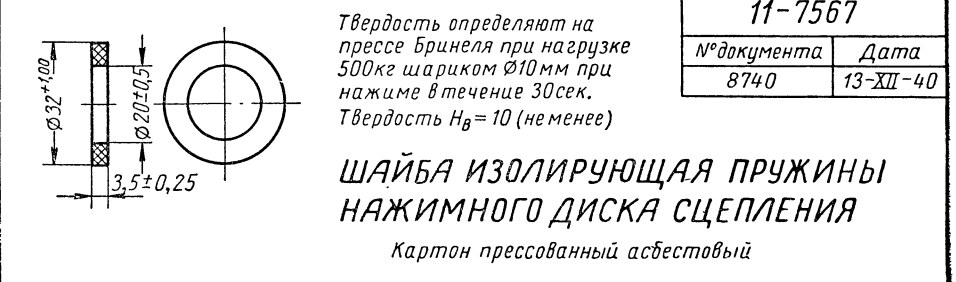 Ø32+1,00
Ø20±0,5
3,5±0,25
Твердость определяют на
прессе Бринеля при нагрузке
500кг шариком Ø10мм при
нажиме в течение 30сек.
Твердость HВ = 10 (не менее)
11-7567
N° документа Дата
8740 13-XII-40
ШАЙБА ИЗОЛИРУЮЩАЯ ПРУЖИНЫ
НАЖИМНОГО ДИСКА СЦЕПЛЕНИЯ
Картон прессованный асбестовый